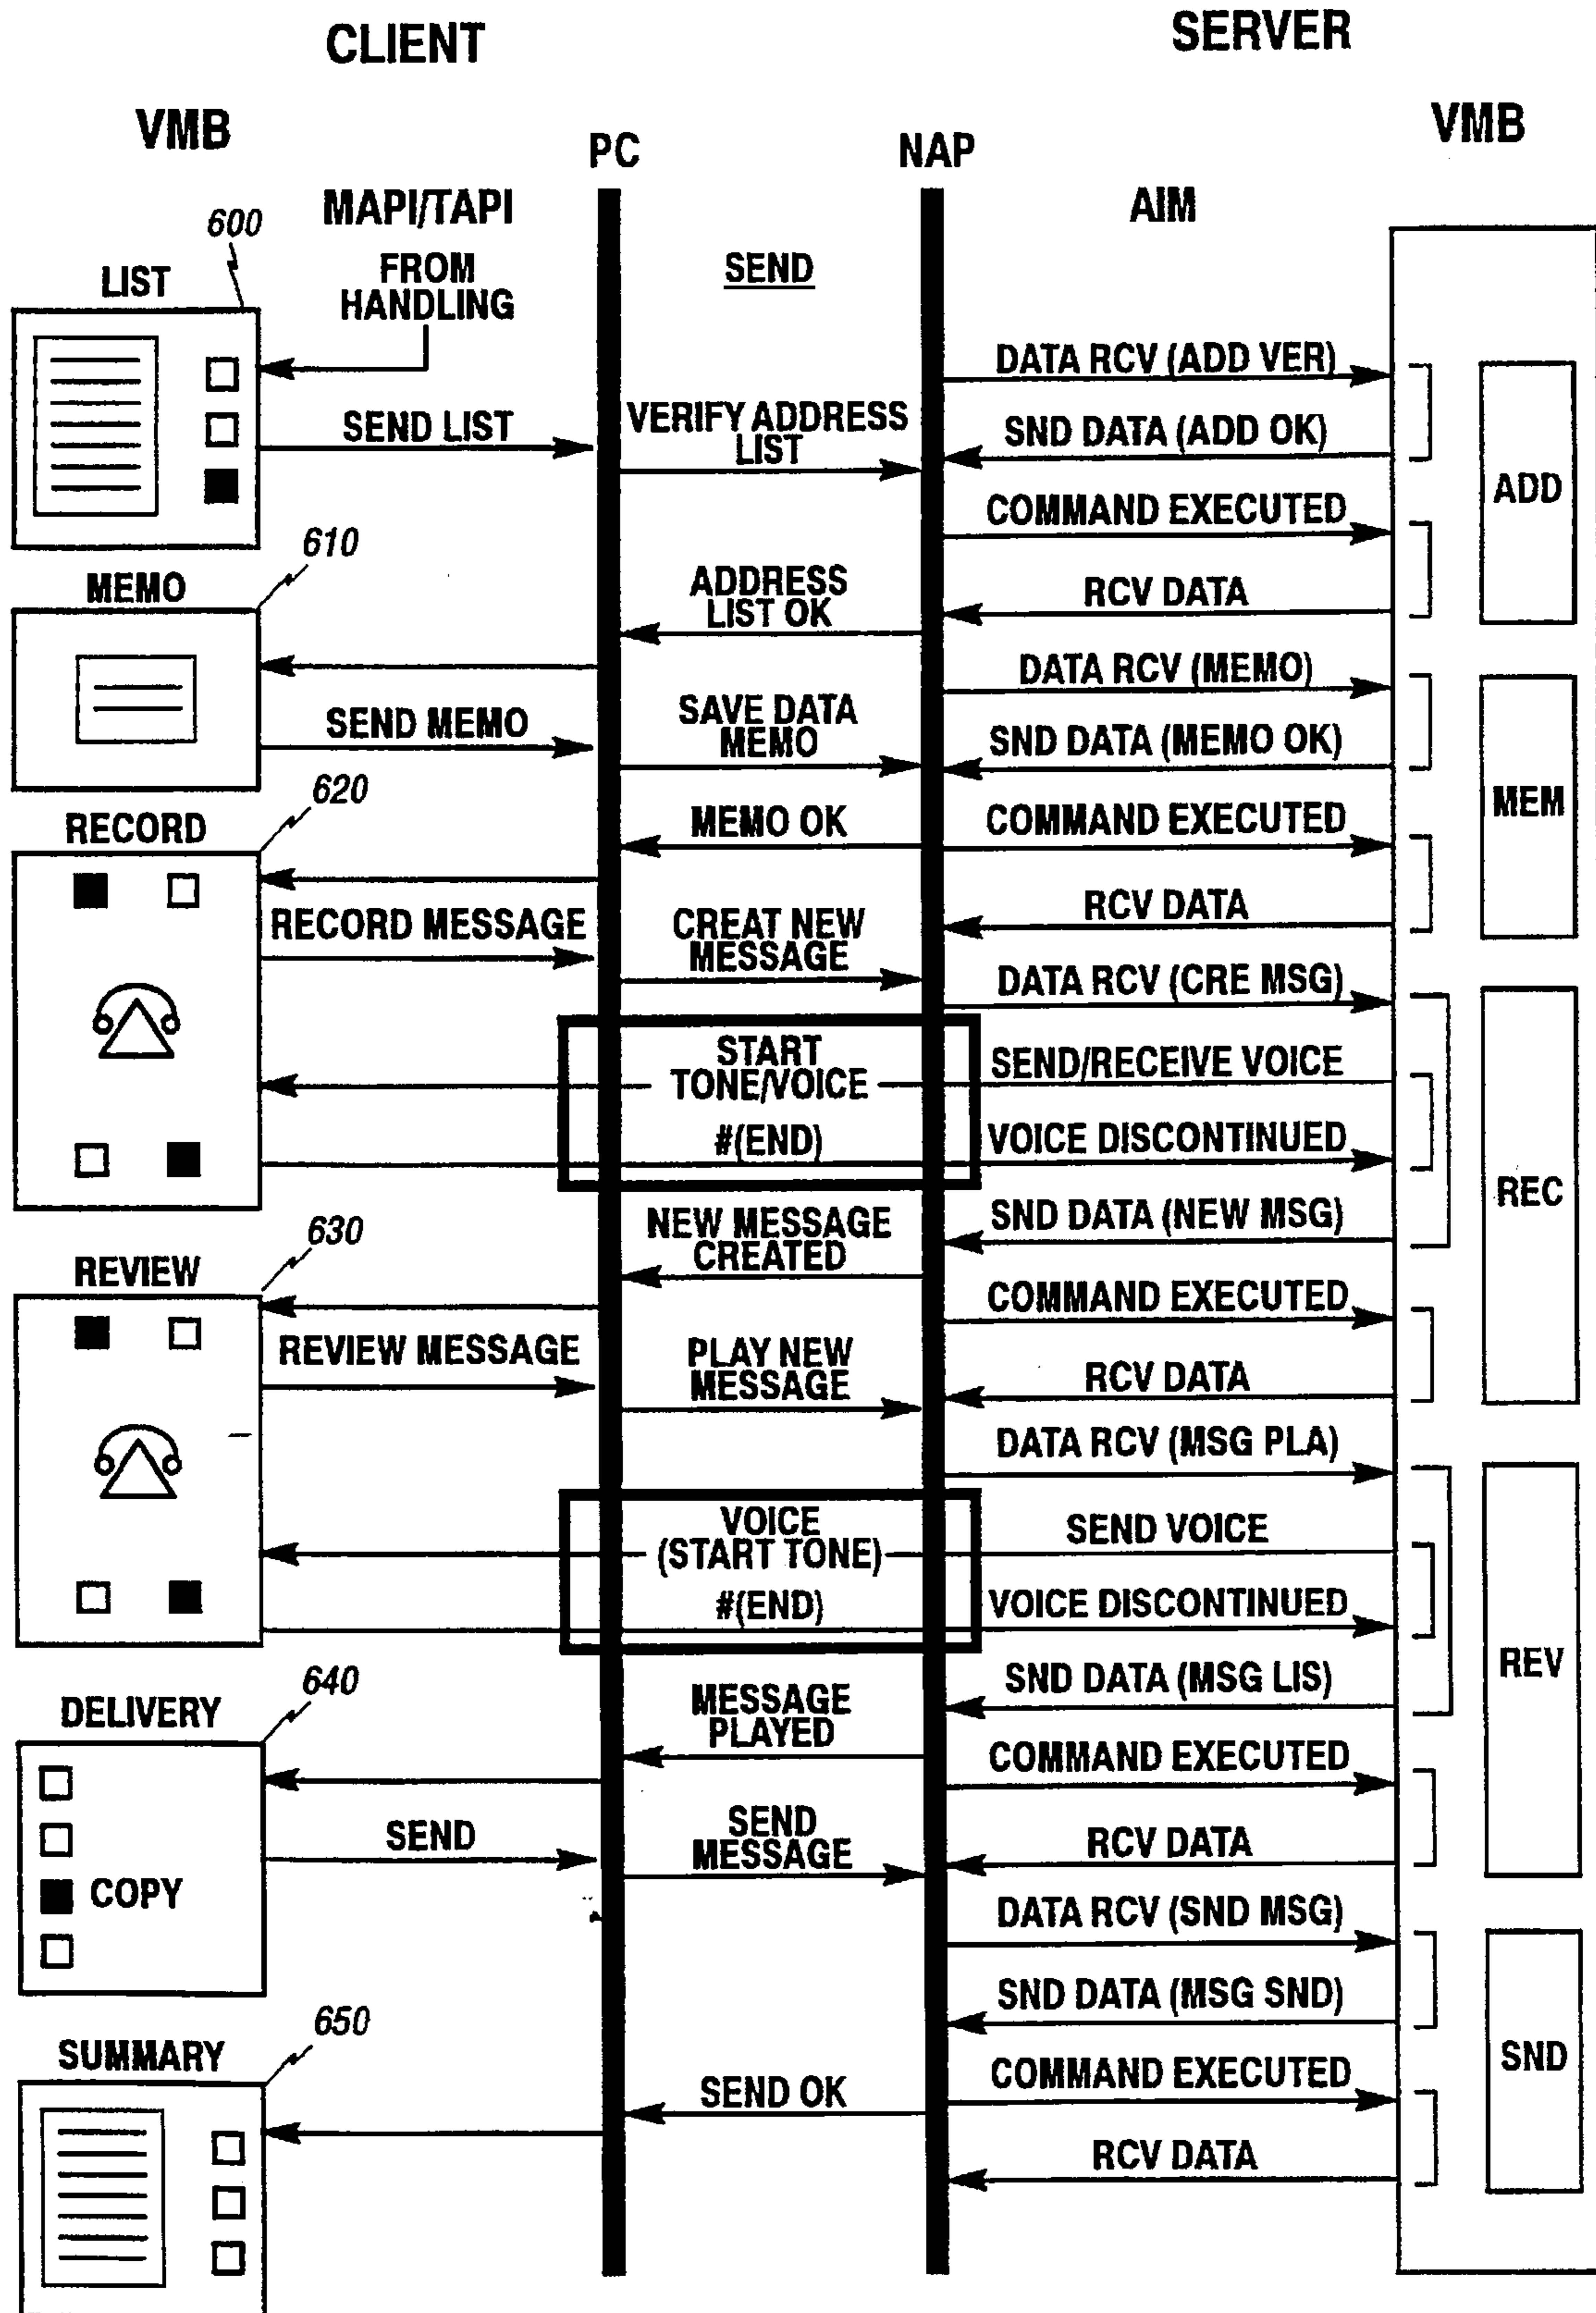 CLIENT
SERVER
VMB
VMB
PC
NAP
MAPI/TAPI
AIM
600
LIST
FROM
HANDLING
SEND
DATA RCV (ADD VER)
SEND LIST
VERIFY ADDRESS
LIST
SND DATA (ADD OK)
ADD
COMMAND EXECUTED
610
MEMO
ADDRESS
LIST OK
RCV DATA
DATA RCV (MEMO)
SEND MEMO
SAVE DATA
MEMO
SND DATA (MEMO OK)
MEM
620
RECORD
MEMO OK
COMMAND EXECUTED
RECORD MESSAGE
CREAT NEW
MESSAGE
RCV DATA
DATA RCV (CRE MSG)
START
TONE/VOICE
SEND/RECEIVE VOICE
#(END)
VOICE DISCONTINUED
REC
630
REVIEW
NEW MESSAGE
CREATED
SND DATA (NEW MSG)
COMMAND EXECUTED
REVIEW MESSAGE
PLAY NEW
MESSAGE
RCV DATA
DATA RCV (MSG PLA)
VOICE
(START TONE)
SEND VOICE
#(END)
VOICE DISCONTINUED
REV
640
DELIVERY
MESSAGE
PLAYED
SND DATA (MSG LIS)
COMMAND EXECUTED
SEND
SEND
MESSAGE
RCV DATA
COPY
DATA RCV (SND MSG)
SND DATA (MSG SND)
650
SUMMARY
SND
SEND OK
COMMAND EXECUTED
RCV DATA